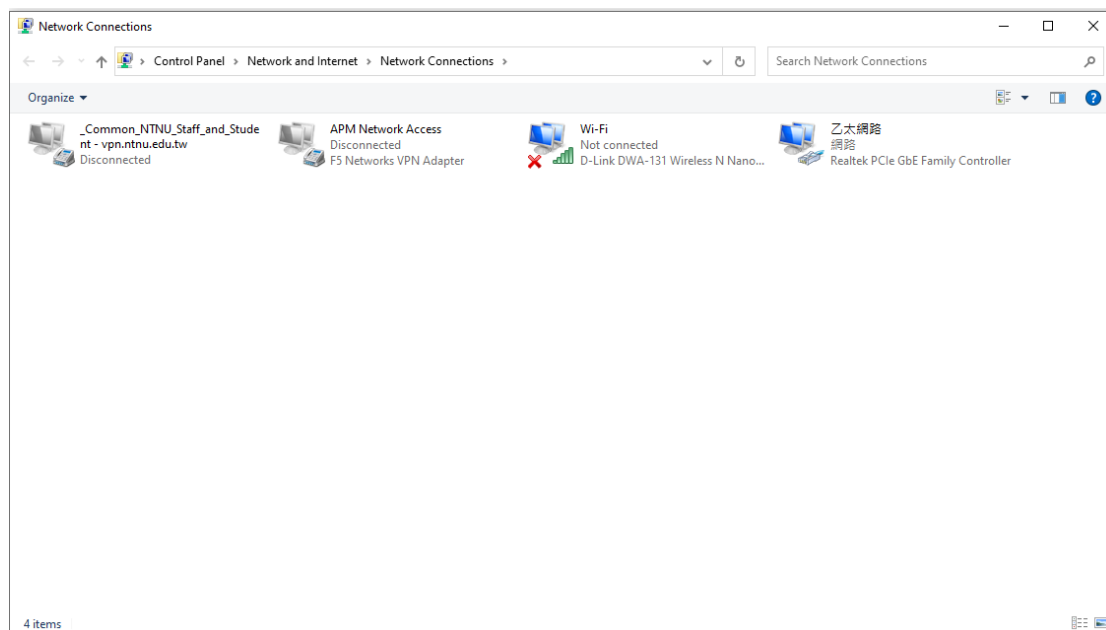 Network Connections
Control Panel > Network and Internet > Network Connections >
Search Network Connections
Organize
_Common_NTNU_Staff_and_Stude
nt - vpn.ntnu.edu.tw
Disconnected
APM Network Access
Disconnected
F5 Networks VPN Adapter
Wi-Fi
Not connected
D-Link DWA-131 Wireless N Nano...
乙太網路
網路
Realtek PCIe GbE Family Controller
4 items